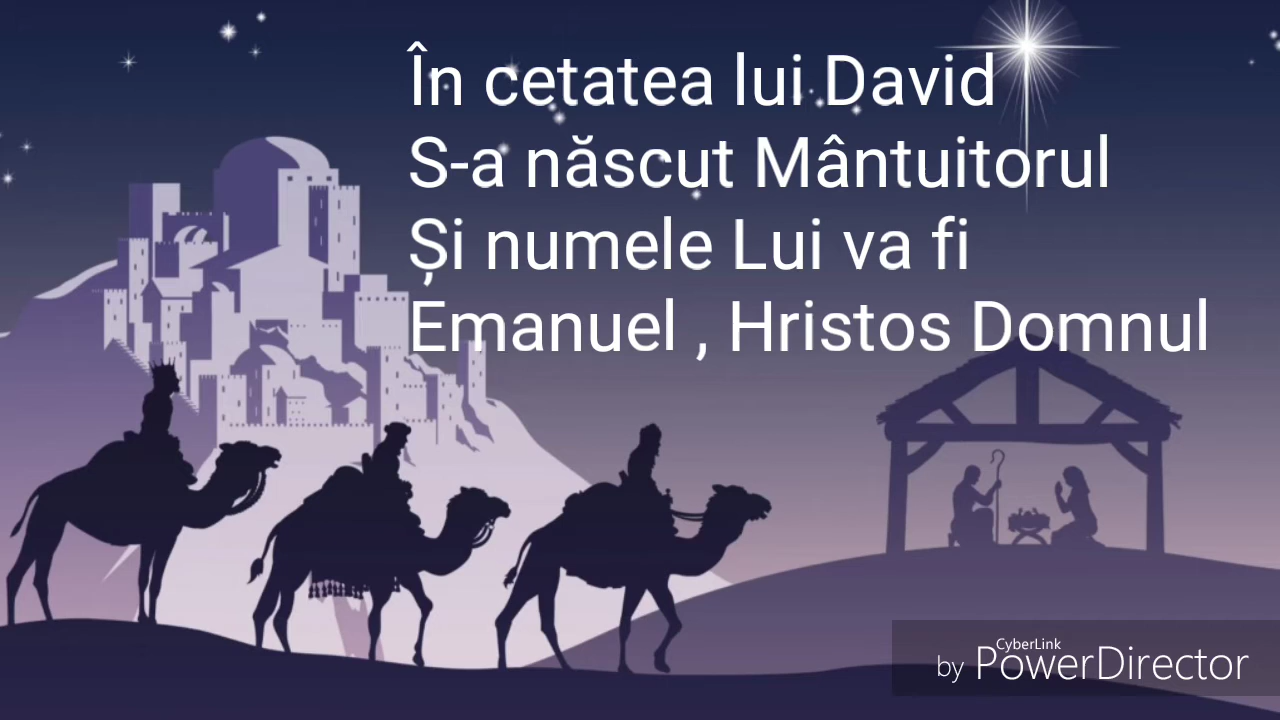 În cetatea lui David
S-a născut Mântuitorul
Și numele Lui va fi
Emanuel , Hristos Domnul
CyberLink
by PowerDirector